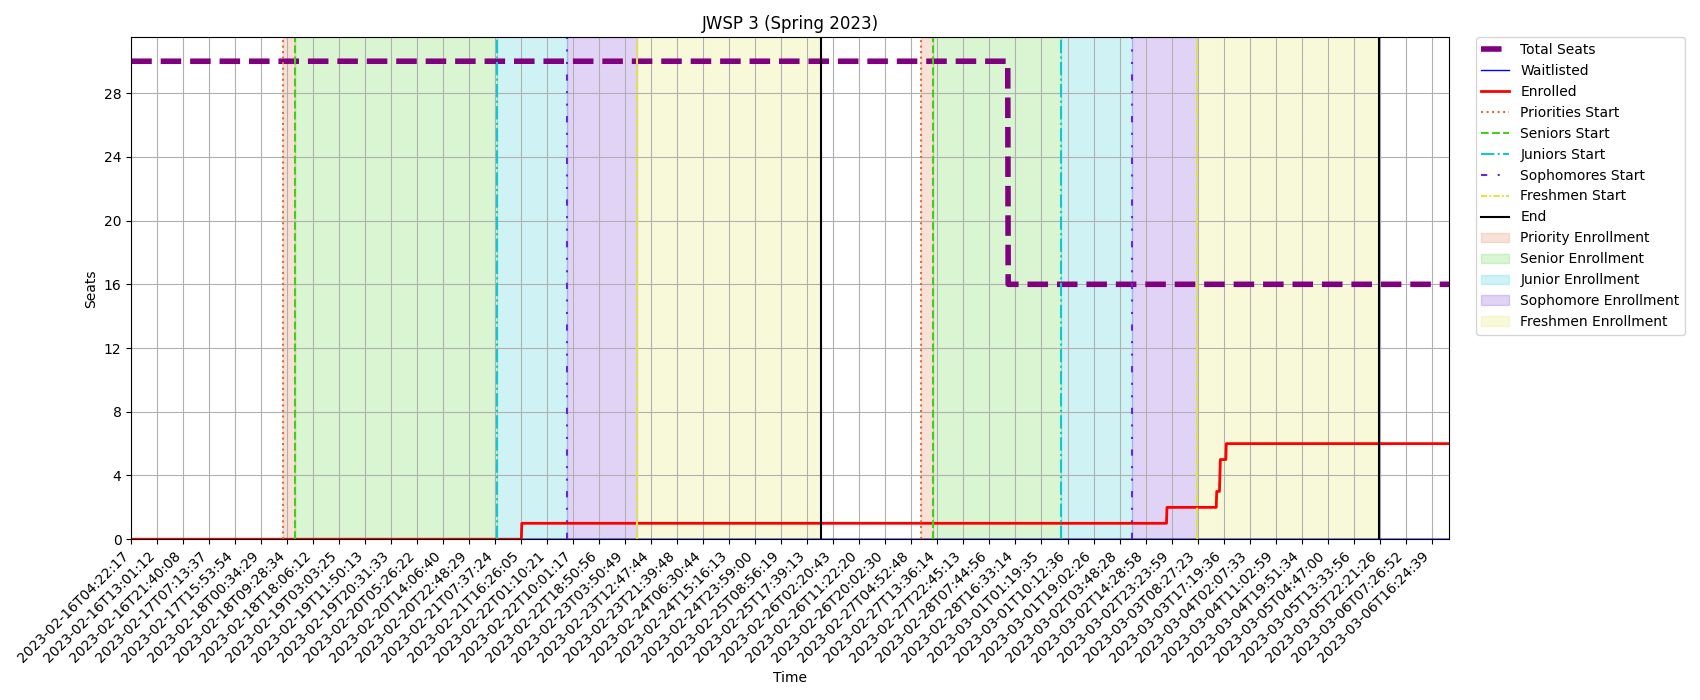 JWSP 3 (Spring 2023)
Seats
28
24
20
16
12
8
4
0
2023-02-16T04:22:17
2023-02-16T13:01:12
2023-02-16T21:40:08
2023-02-17T07:13:37
2023-02-17T15:53:54
2023-02-18T00:34:29
2023-02-18T09:28:34
2023-02-18T18:06:12
2023-02-19T03:03:25
2023-02-19T11:50:13
2023-02-19T20:31:33
2023-02-20T05:26:22
2023-02-20T14:06:40
2023-02-20T22:48:29
2023-02-21T07:37:24
2023-02-21T16:26:05
2023-02-22T01:10:21
2023-02-22T10:01:17
2023-02-22T18:50:56
2023-02-23T03:50:49
2023-02-23T12:47:44
2023-02-23T21:39:48
2023-02-24T06:30:44
2023-02-24T15:16:13
2023-02-24T23:59:00
2023-02-25T08:56:19
2023-02-25T17:39:13
2023-02-26T02:20:43
2023-02-26T11:22:20
2023-02-26T20:02:30
2023-02-27T04:52:48
2023-02-27T13:36:14
2023-02-27T22:45:13
2023-02-28T07:44:56
2023-02-28T16:33:14
2023-03-01T01:19:35
2023-03-01T10:12:36
2023-03-01T19:02:26
2023-03-02T03:48:28
2023-03-02T14:28:58
2023-03-02T23:23:59
2023-03-03T08:27:23
2023-03-03T17:19:36
2023-03-04T02:07:33
2023-03-04T11:02:59
2023-03-04T19:51:34
2023-03-05T04:47:00
2023-03-05T13:33:56
2023-03-05T22:21:26
2023-03-06T07:26:52
2023-03-06T16:24:39
Time
Total Seats
Waitlisted
Enrolled
Priorities Start
Seniors Start
Juniors Start
Sophomores Start
Freshmen Start
End
Priority Enrollment
Senior Enrollment
Junior Enrollment
Sophomore Enrollment
Freshmen Enrollment